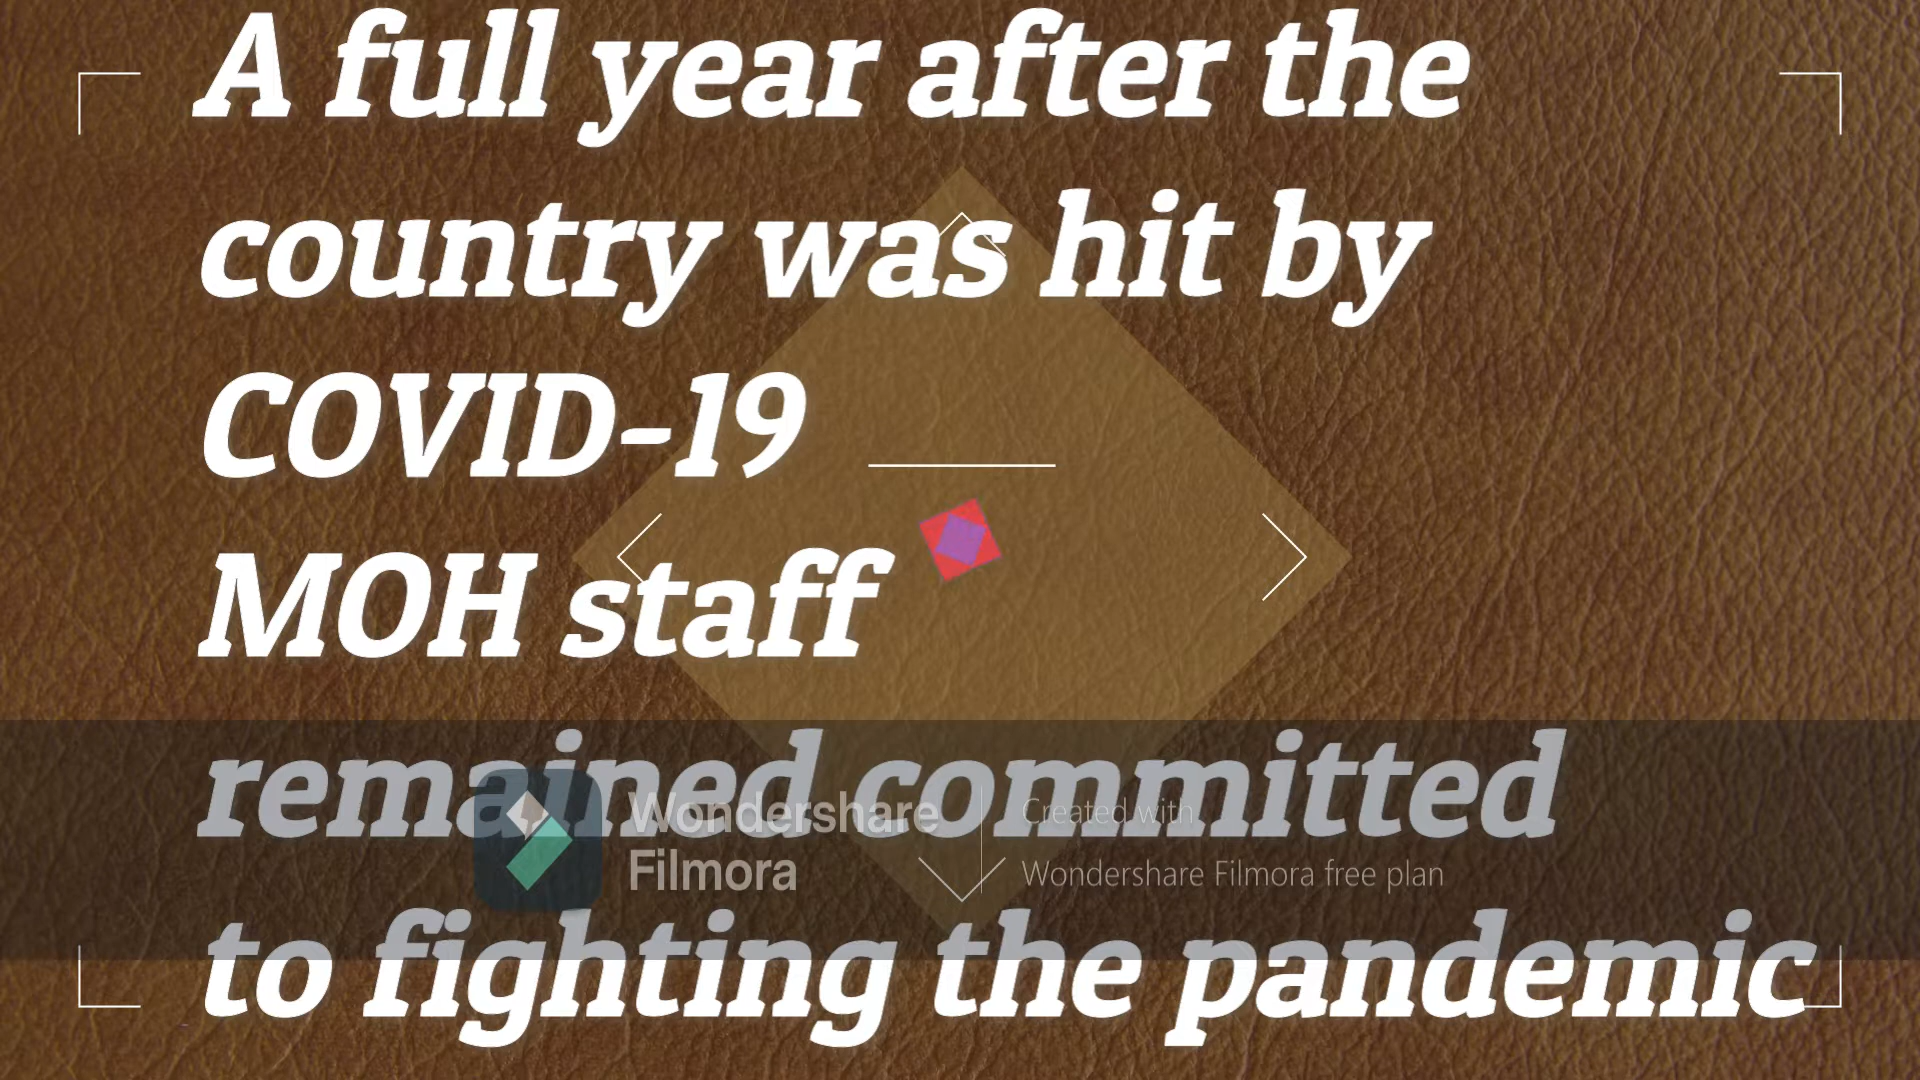 A full year after the
country was hit by
COVID-19
MOH staff
remained committed
Wondershare
Filmora
Created with
Wondershare Filmora free plan
to fighting the pandemic